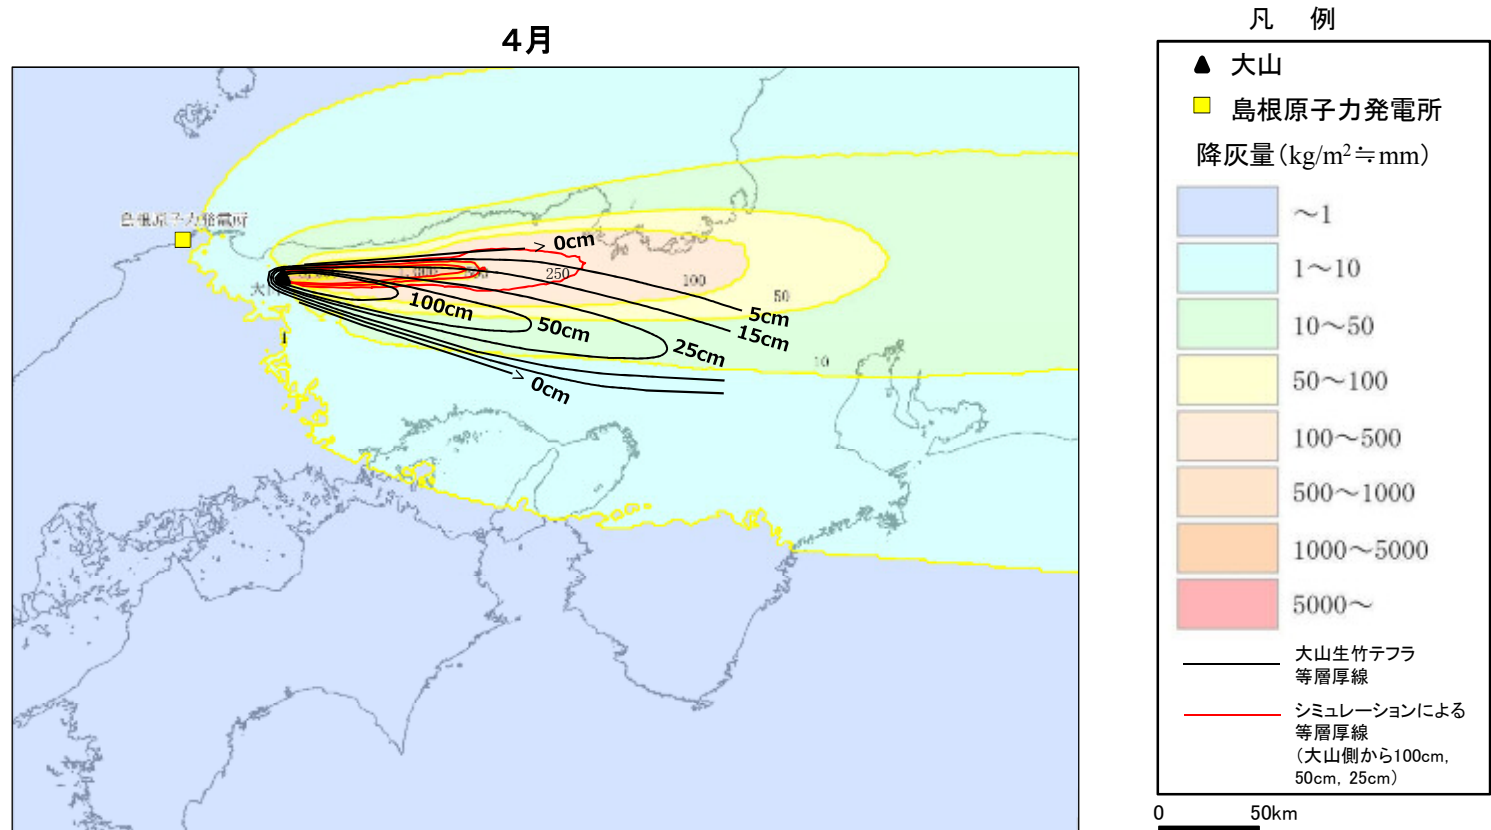 4月
凡 例
大山
島根原子力発電所
降灰量(kg/m²≒mm)
～1
1～10
10～50
50～100
100～500
500～1000
1000～5000
5000～
大山生竹テフラ
等層厚線
シミュレーションによる
等層厚線
(大山側から100cm,
50cm, 25cm)
0 50km
島根原子力発電所
> 0cm
250
100
50
5cm
15cm
100cm
50cm
25cm
10
> 0cm
1